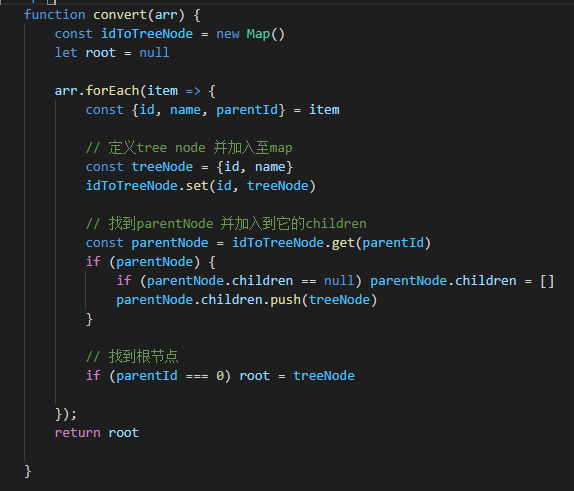 function convert(arr) {
    const idToTreeNode = new Map()
    let root = null
    arr.forEach(item => {
        const {id, name, parentId} = item
        // 定义tree node 并加入至map
        const treeNode = {id, name}
        idToTreeNode.set(id, treeNode)
        // 找到parentNode 并加入到它的children
        const parentNode = idToTreeNode.get(parentId)
        if (parentNode) {
            if (parentNode.children == null) parentNode.children = []
            parentNode.children.push(treeNode)
        }
        // 找到根节点
        if (parentId === 0) root = treeNode
    });
    return root
}